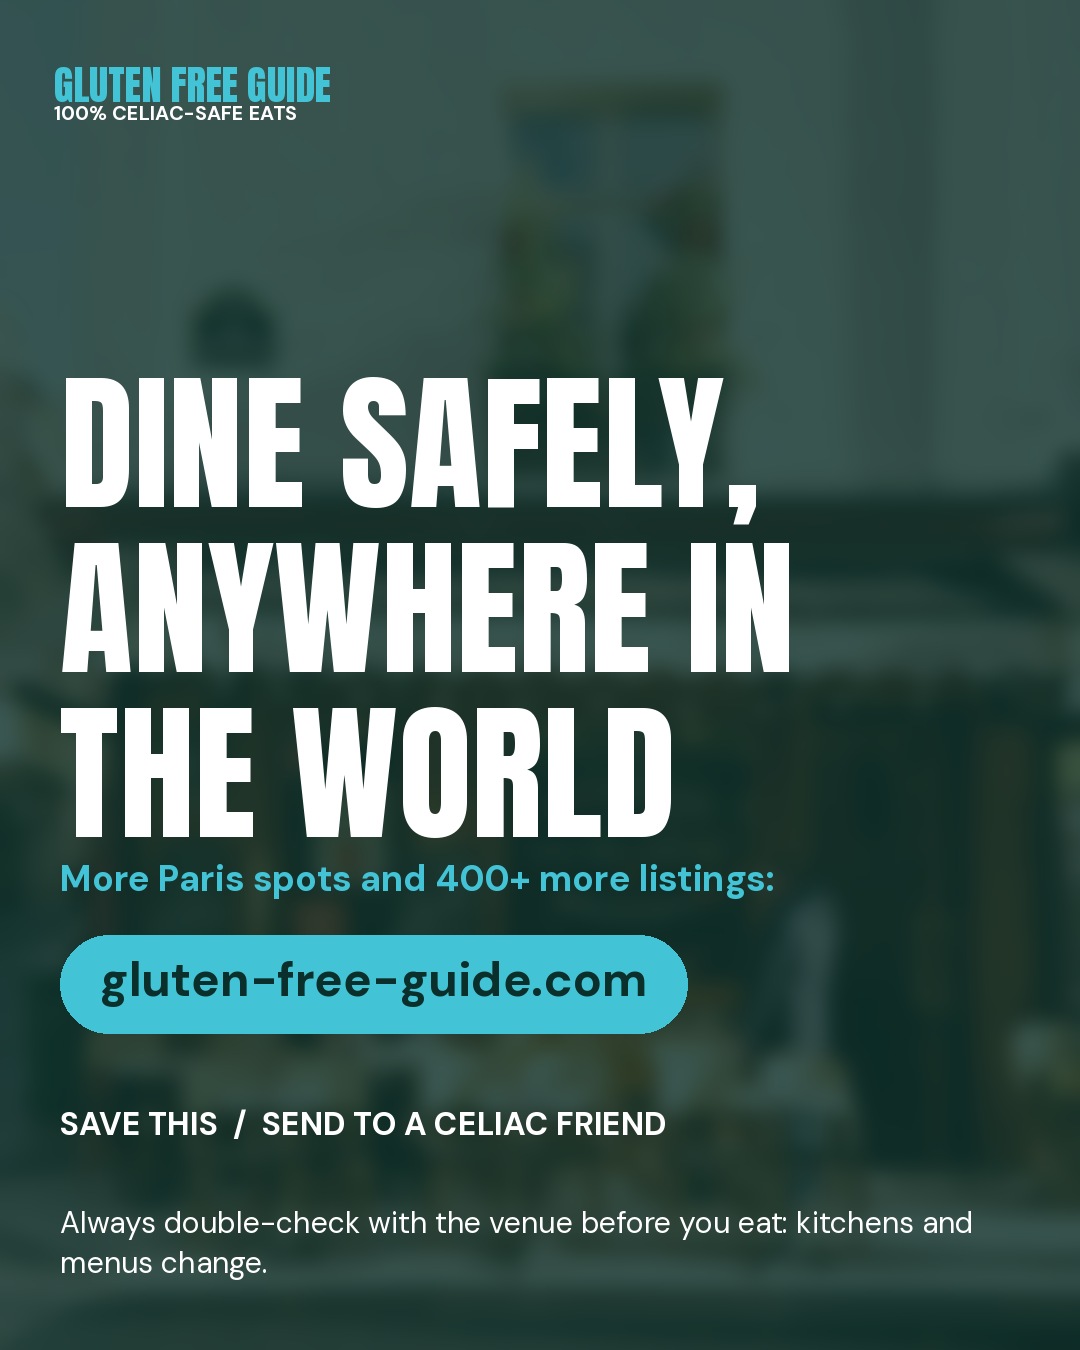 GLUTEN FREE GUIDE
100% CELIAC-SAFE EATS
DINE SAFELY,
ANYWHERE IN
THE WORLD
More Paris spots and 400+ more listings:
gluten-free-guide.com
SAVE THIS / SEND TO A CELIAC FRIEND
Always double-check with the venue before you eat: kitchens and
menus change.